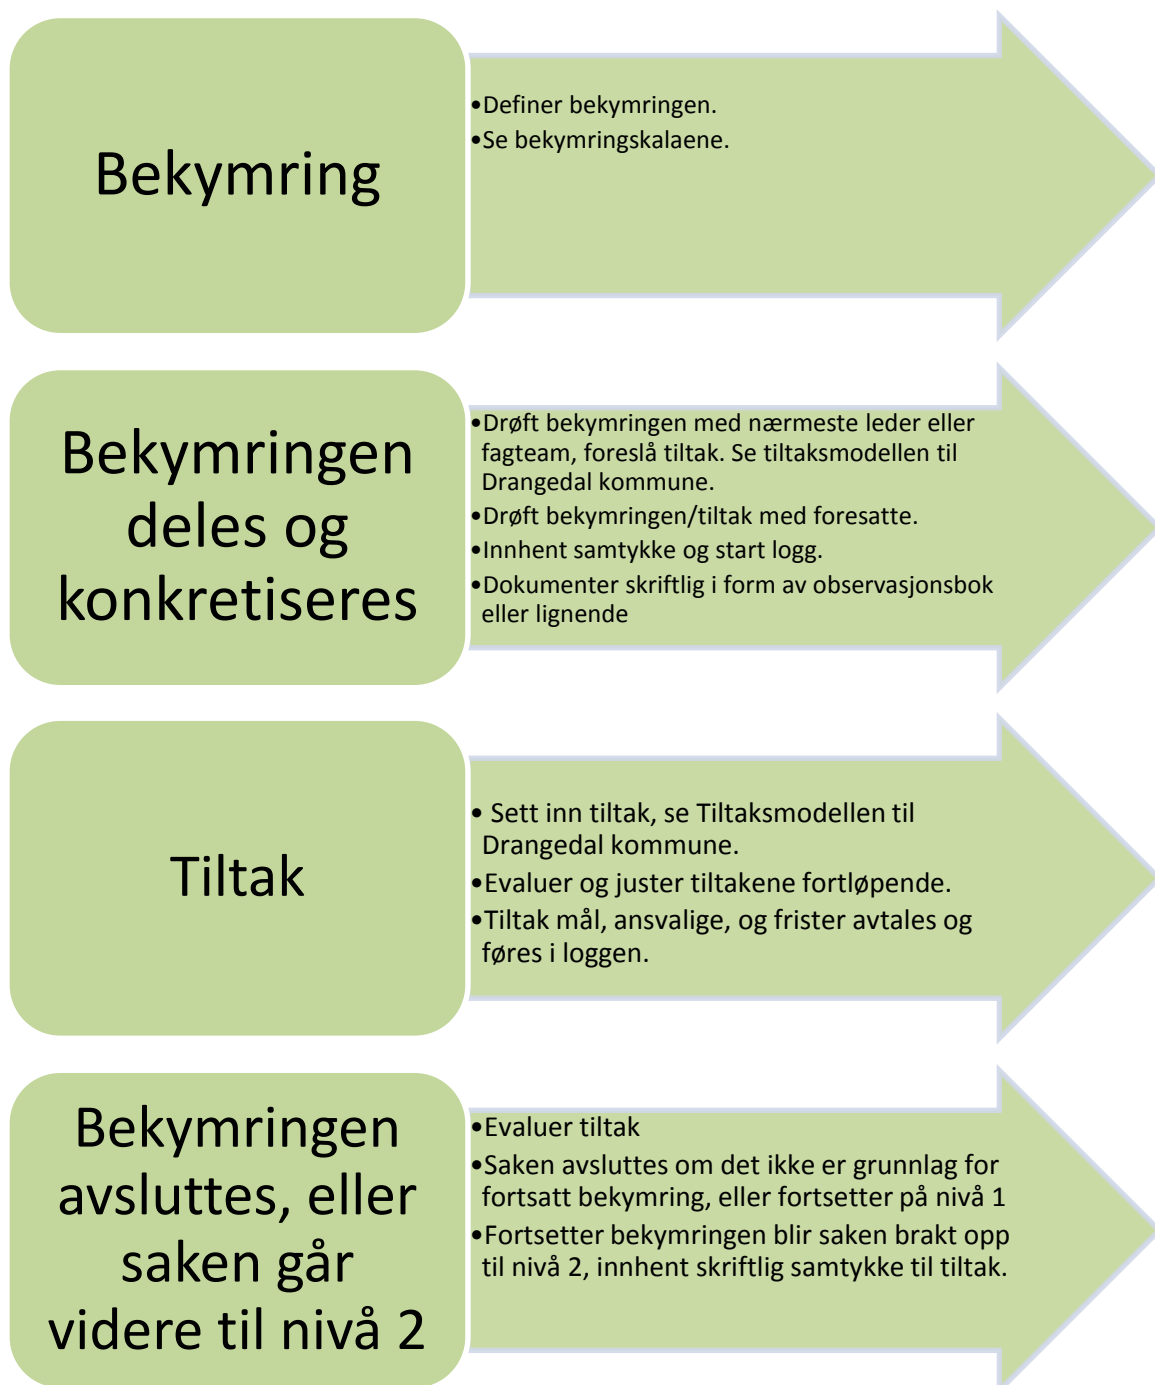 Bekymring
•Definer bekymringen.
•Se bekymringskalaene.
Bekymringen
deles og
konkretiseres
•Drøft bekymringen med nærmeste leder eller
fagteam, foreslå tiltak. Se tiltaksmodellen til
Drangedal kommune.
•Drøft bekymringen/tiltak med foresatte.
•Innhent samtykke og start logg.
•Dokumenter skriftlig i form av observasjonsbok
eller lignende
Tiltak
• Sett inn tiltak, se Tiltaksmodellen til
Drangedal kommune.
•Evaluer og juster tiltakene fortløpende.
•Tiltak mål, ansvalige, og frister avtales og
føres i loggen.
Bekymringen
avsluttes, eller
saken går
videre til nivå 2
•Evaluer tiltak
•Saken avsluttes om det ikke er grunnlag for
fortsatt bekymring, eller fortsetter på nivå 1
•Fortsetter bekymringen blir saken brakt opp
til nivå 2, innhent skriftlig samtykke til tiltak.